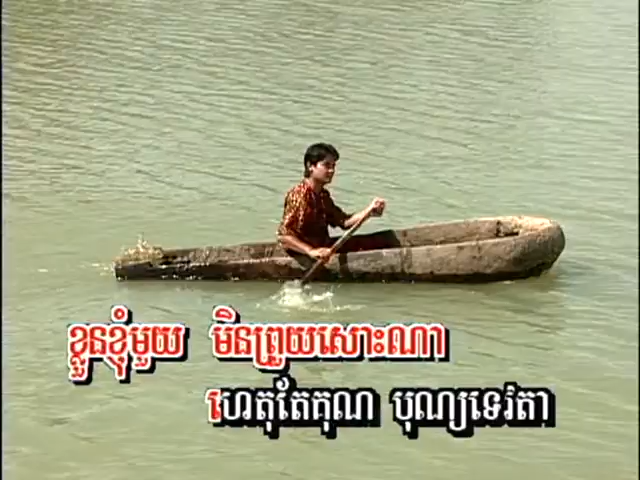 ខ្លួនខ្ញុំមួយ មិនព្រួយសោះណា
ហេតុតែគុណ បុណ្យទេវតា